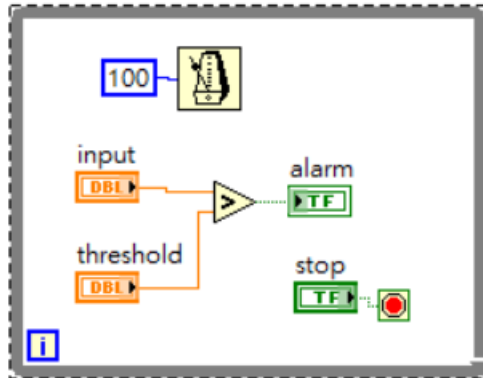 100
input
alarm
DBL
>
TF
threshold
DBL
stop
TF
i